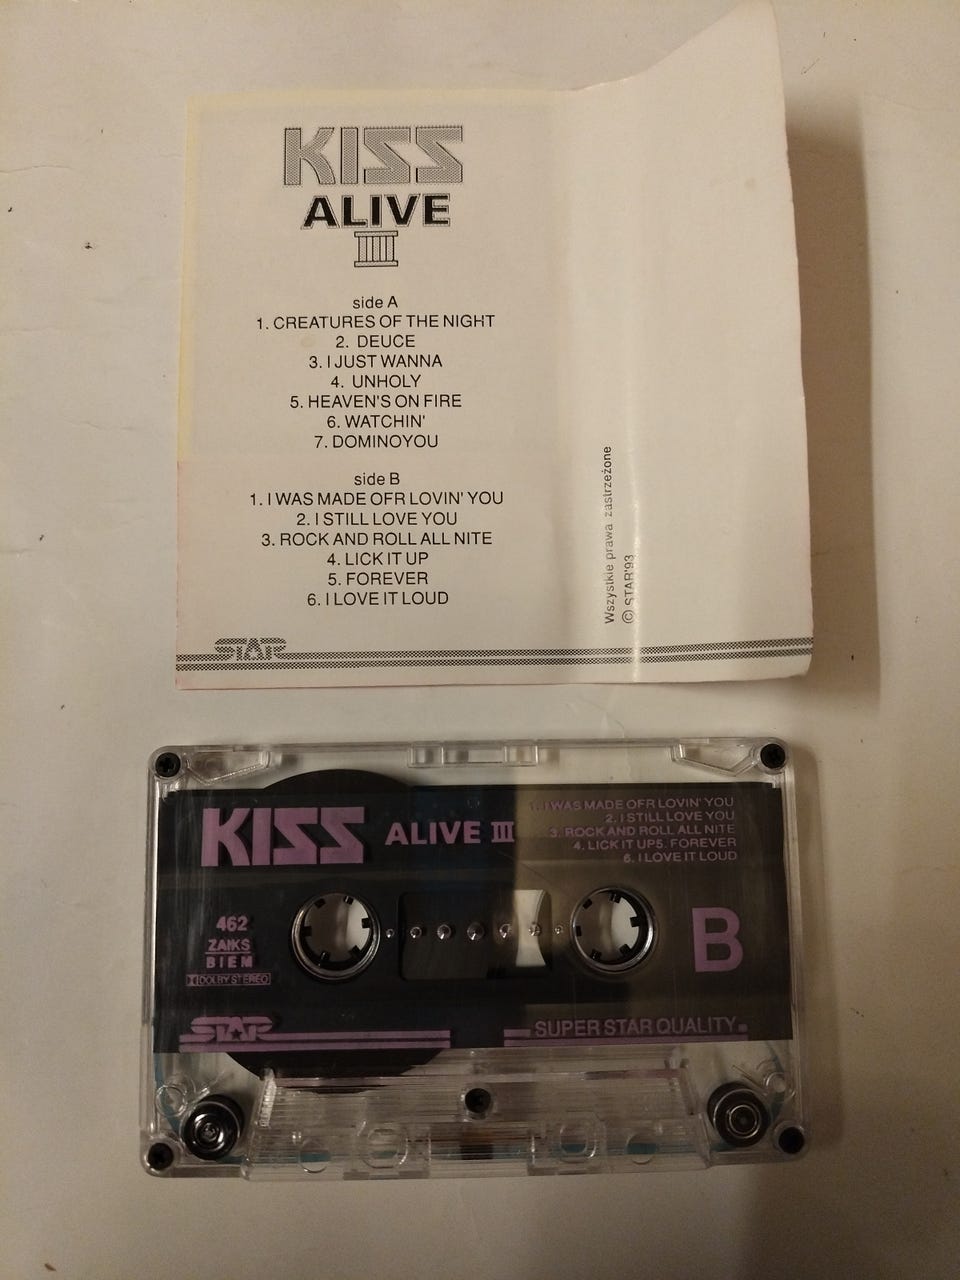 KISS
ALIVE
III
side A
1. CREATURES OF THE NIGHT
2. DEUCE
3. I JUST WANNA
4. UNHOLY
5. HEAVEN'S ON FIRE
6. WATCHIN'
7. DOMINOYOU
side B
1. I WAS MADE OFR LOVIN' YOU
2. I STILL LOVE YOU
3. ROCK AND ROLL ALL NITE
4. LICK IT UP
5. FOREVER
6. I LOVE IT LOUD
STAR
Wszystkie prawa zastrzeżone
© STAR'93
KISS ALIVE III
1. I WAS MADE OFR LOVIN' YOU
2. I STILL LOVE YOU
3. ROCK AND ROLL ALL NITE
4. LICK IT UP5. FOREVER
6. I LOVE IT LOUD
462
ZAIKS
BIEM
DOLBY STEREO
B
STAR
SUPER STAR QUALITY